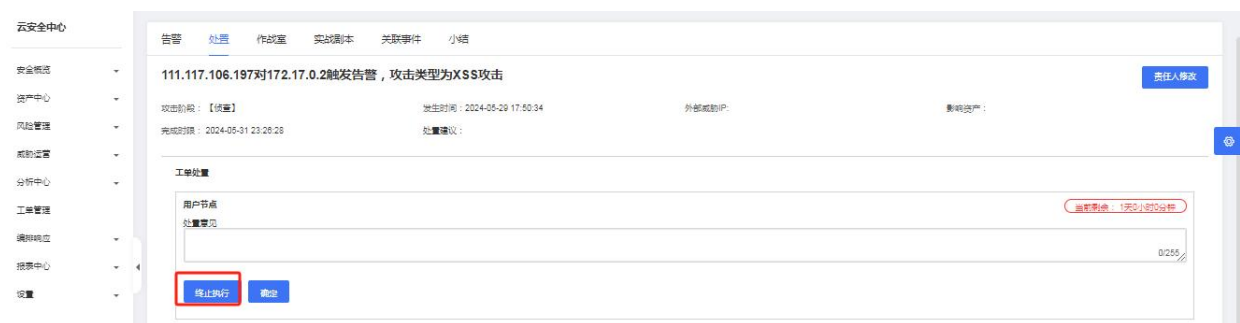 云安全中心
安全概览
资产中心
风险管理
威胁运营
分析中心
工单管理
编排响应
报表中心
设置
告警 处置 作战室 实战剧本 关联事件 小结
111.117.106.197对172.17.0.2触发告警，攻击类型为XSS攻击
责任人修改
攻击阶段：【侦查】 发生时间：2024-05-29 17:50:34 外部威胁IP: 影响资产：
完成时限：2024-05-31 23:26:28 处置建议：
工单处置
用户节点
当前剩余：1天0小时0分钟
处置意见
0/255
终止执行 确定